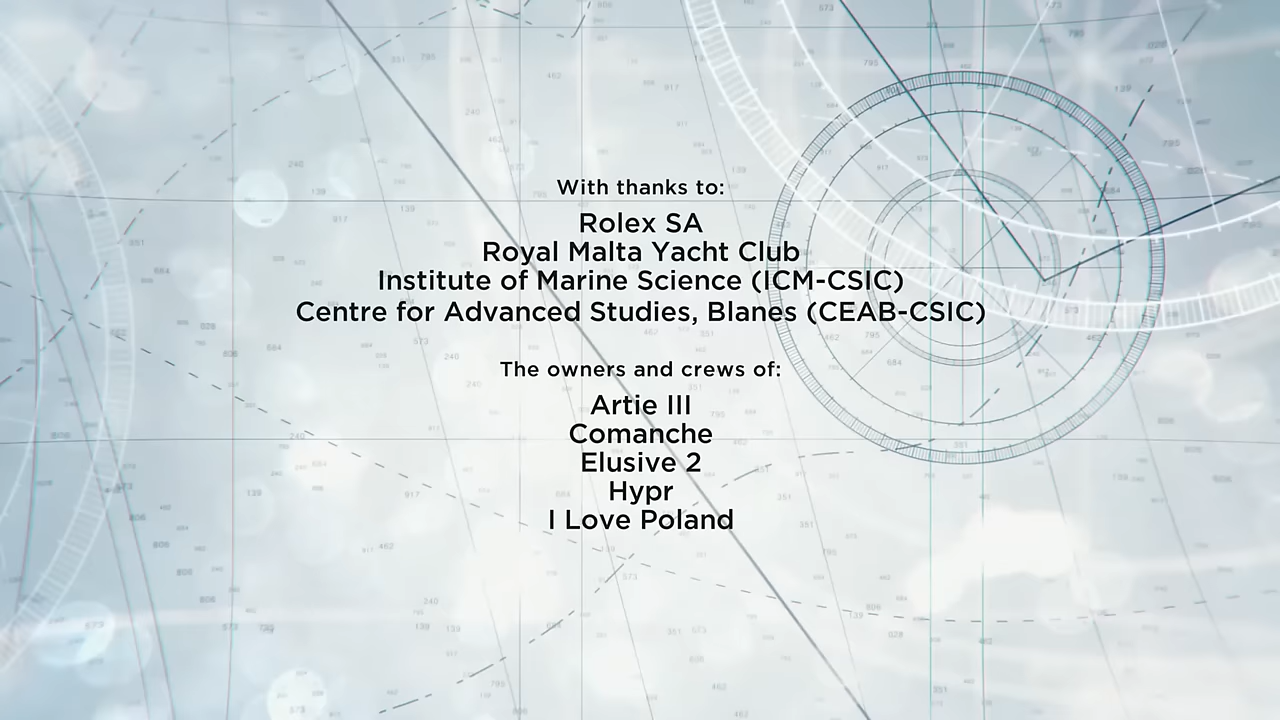 With thanks to:
Rolex SA
Royal Malta Yacht Club
Institute of Marine Science (ICM-CSIC)
Centre for Advanced Studies, Blanes (CEAB-CSIC)
The owners and crews of:
Artie III
Comanche
Elusive 2
Hypr
I Love Poland